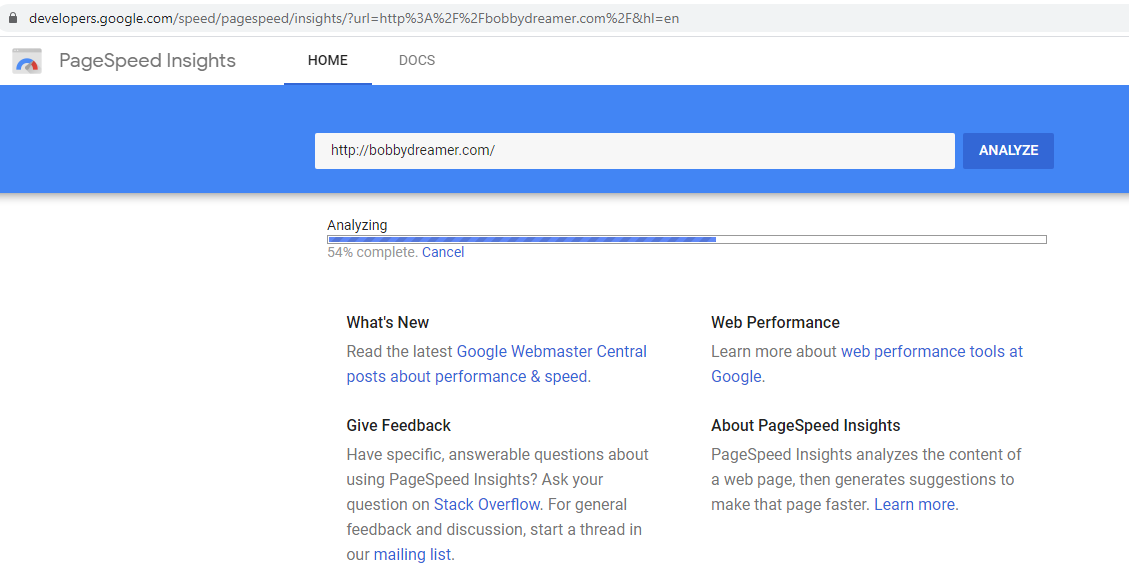 developers.google.com/speed/pagespeed/insights/?url=http%3A%2F%2Fbobbydreamer.com%2F&hl=en
PageSpeed Insights
HOME
DOCS
http://bobbydreamer.com/
ANALYZE
Analyzing
54% complete. Cancel
What's New
Read the latest Google Webmaster Central
posts about performance & speed.
Web Performance
Learn more about web performance tools at
Google.
Give Feedback
Have specific, answerable questions about
using PageSpeed Insights? Ask your
question on Stack Overflow. For general
feedback and discussion, start a thread in
our mailing list.
About PageSpeed Insights
PageSpeed Insights analyzes the content of
a web page, then generates suggestions to
make that page faster. Learn more.